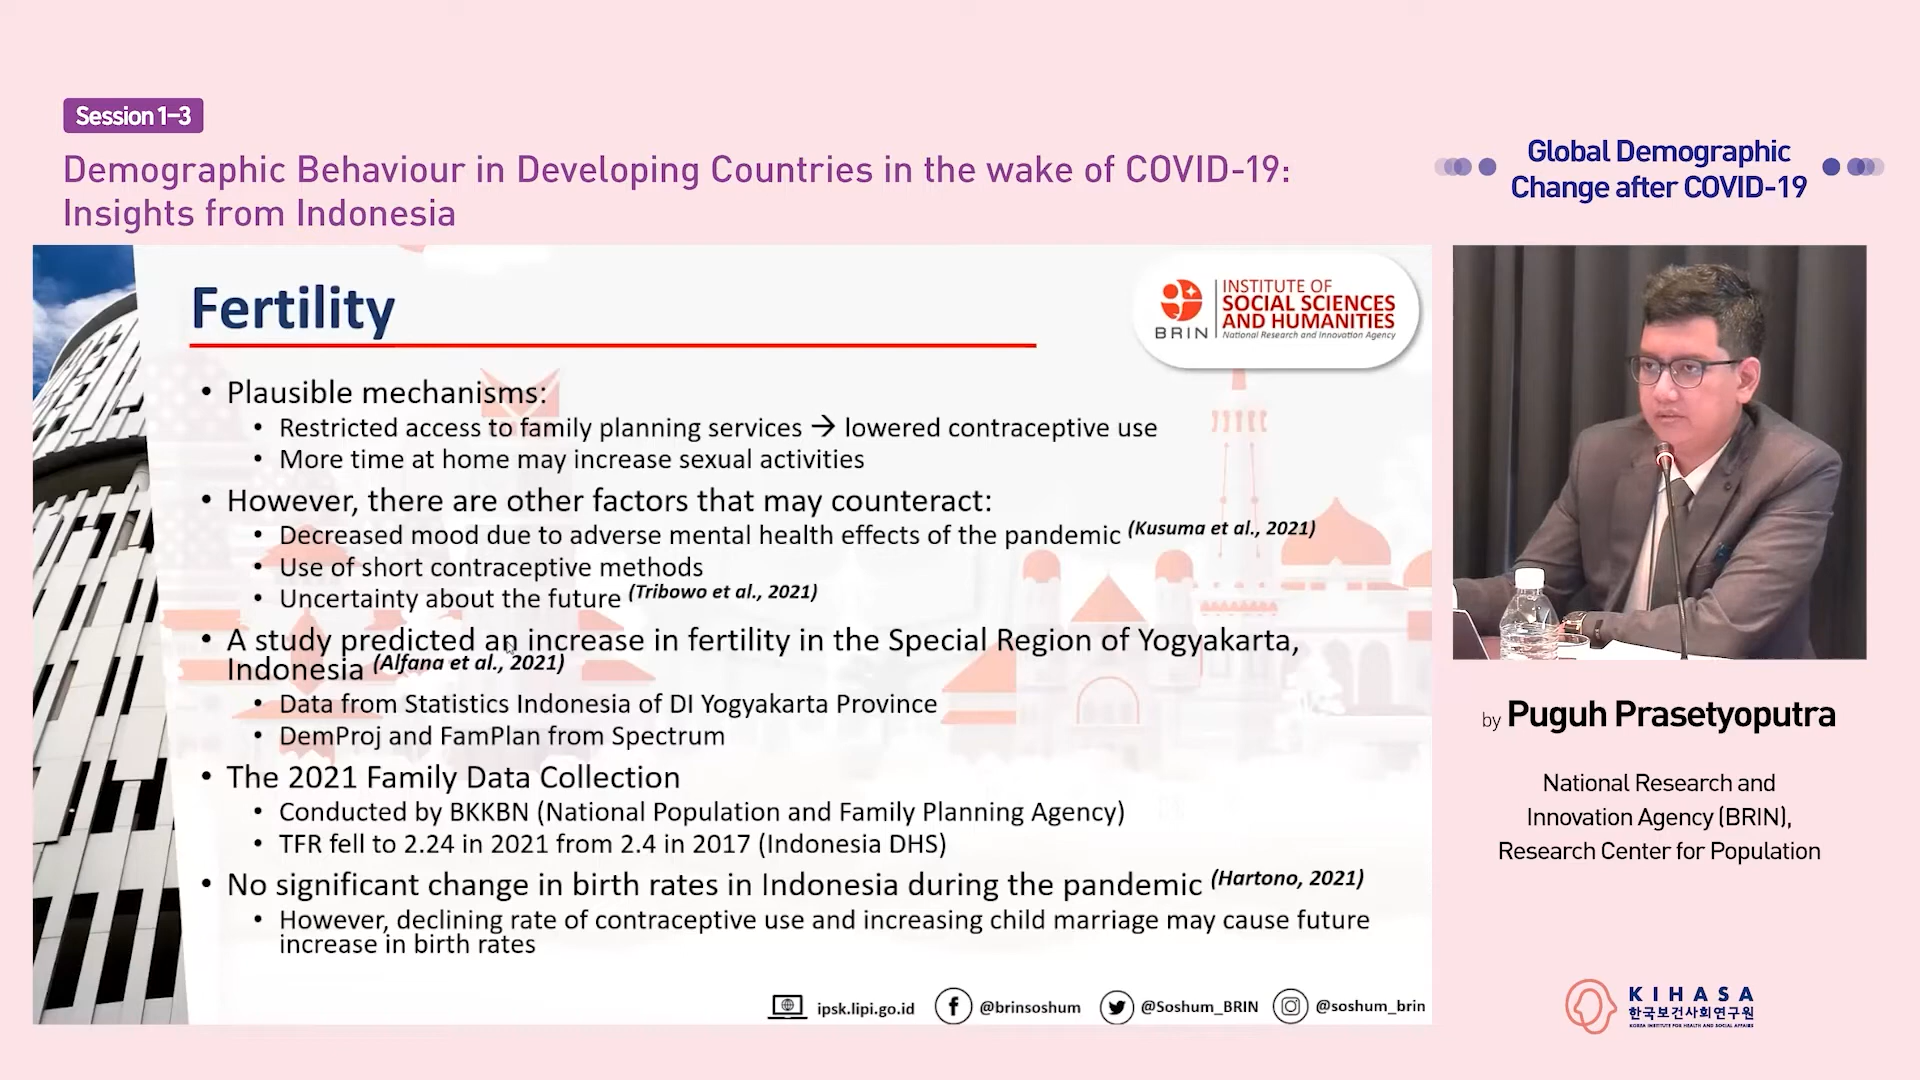 Session 1-3
Demographic Behaviour in Developing Countries in the wake of COVID-19:
Insights from Indonesia
Global Demographic
Change after COVID-19
Fertility
BRIN
INSTITUTE OF
SOCIAL SCIENCES
AND HUMANITIES
National Research and Innovation Agency
• Plausible mechanisms:
• Restricted access to family planning services → lowered contraceptive use
• More time at home may increase sexual activities
• However, there are other factors that may counteract:
• Decreased mood due to adverse mental health effects of the pandemic (Kusuma et al., 2021)
• Use of short contraceptive methods
• Uncertainty about the future (Tribowo et al., 2021)
• A study predicted an increase in fertility in the Special Region of Yogyakarta,
Indonesia (Alfana et al., 2021)
• Data from Statistics Indonesia of DI Yogyakarta Province
• DemProj and FamPlan from Spectrum
• The 2021 Family Data Collection
• Conducted by BKKBN (National Population and Family Planning Agency)
• TFR fell to 2.24 in 2021 from 2.4 in 2017 (Indonesia DHS)
• No significant change in birth rates in Indonesia during the pandemic (Hartono, 2021)
• However, declining rate of contraceptive use and increasing child marriage may cause future
increase in birth rates
ipsk.lipi.go.id
@brinsoshum
@Soshum_BRIN
@soshum_brin
by Puguh Prasetyoputra
National Research and
Innovation Agency (BRIN),
Research Center for Population
KIHASA
한국보건사회연구원
KOREA INSTITUTE FOR HEALTH AND SOCIAL AFFAIRS